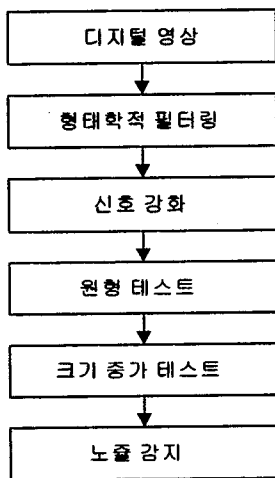 디지털 영상
형태학적 필터링
신호 강화
원형 테스트
크기 증가 테스트
노쥴 감지